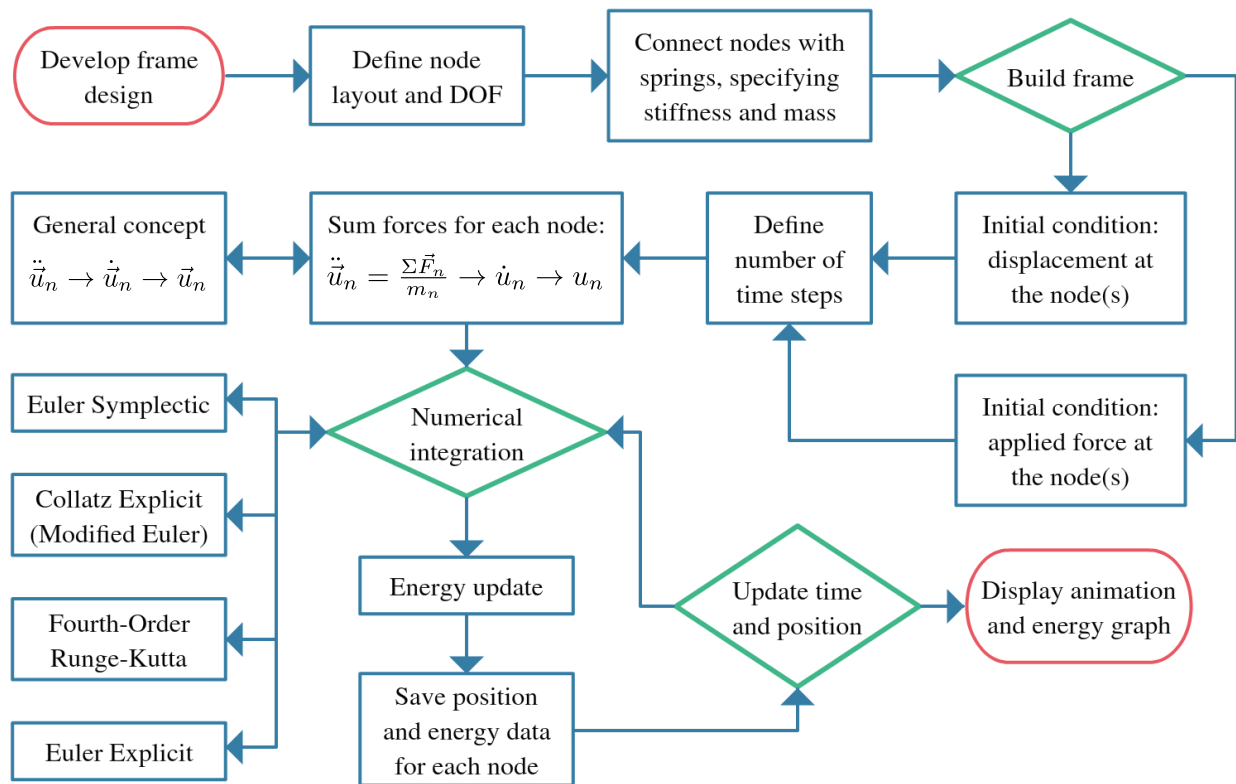 Develop frame
design
Define node
layout and DOF
Connect nodes with
springs, specifying
stiffness and mass
Build frame
General concept
$\ddot{\vec{u}}_n \rightarrow \dot{\vec{u}}_n \rightarrow \vec{u}_n$
Sum forces for each node:
$\ddot{\vec{u}}_n = \frac{\Sigma \vec{F}_n}{m_n} \rightarrow \dot{u}_n \rightarrow u_n$
Define
number of
time steps
Initial condition:
displacement at
the node(s)
Initial condition:
applied force at
the node(s)
Numerical
integration
Euler Symplectic
Collatz Explicit
(Modified Euler)
Fourth-Order
Runge-Kutta
Euler Explicit
Energy update
Save position
and energy data
for each node
Update time
and position
Display animation
and energy graph